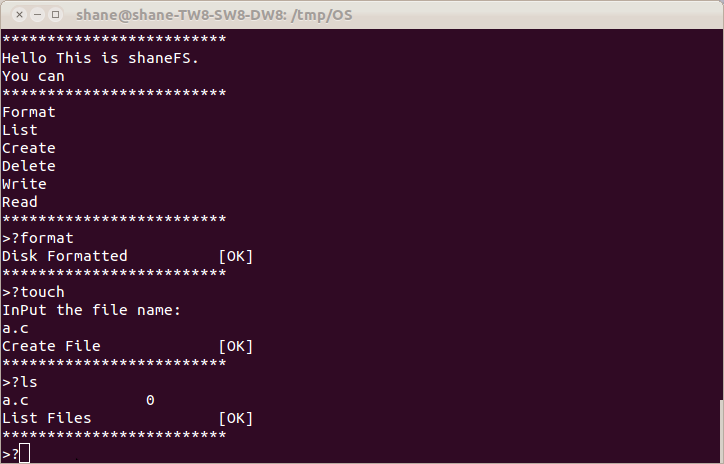 shane@shane-TW8-SW8-DW8: /tmp/OS
*************************
Hello This is shaneFS.
You can
*************************
Format
List
Create
Delete
Write
Read
*************************
>?format
Disk Formatted          [OK]
*************************
>?touch
InPut the file name:
a.c
Create File             [OK]
*************************
>?ls
a.c             0
List Files              [OK]
*************************
>?